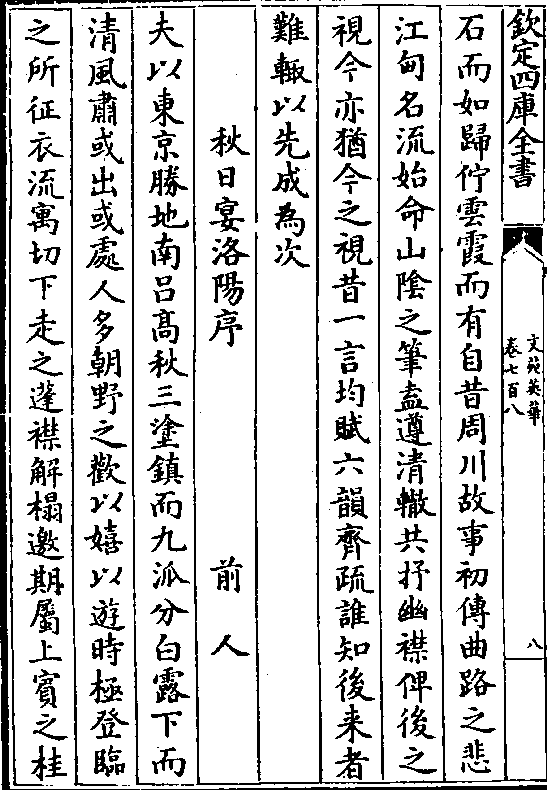 欽定四庫全書
文苑英華
卷七百八
八
石而如歸佇雲霞而有自昔周川故事初傳曲路之悲
江甸名流始命山陰之筆盍遵清轍共抒幽襟俾後之
視今亦猶今之視昔一言均賦六韻齊疏誰知後来者
難輒以先成為次
秋日宴洛陽序
前人
夫以東京勝地南吕髙秋三塗鎮而九派分白露下而
清風肅或出或處人多朝野之歡以嬉以遊時極登臨
之所征衣流寓切下走之蓬襟解榻邀期屬上賓之桂